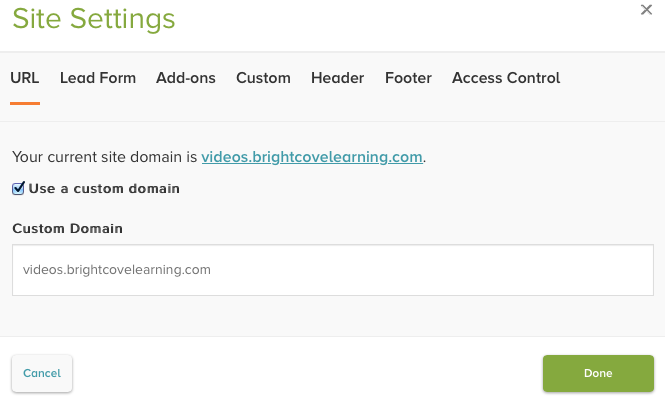 Site Settings
URL Lead Form Add-ons Custom Header Footer Access Control
Your current site domain is videos.brightcovelearning.com.
Use a custom domain
Custom Domain
videos.brightcovelearning.com
Cancel Done